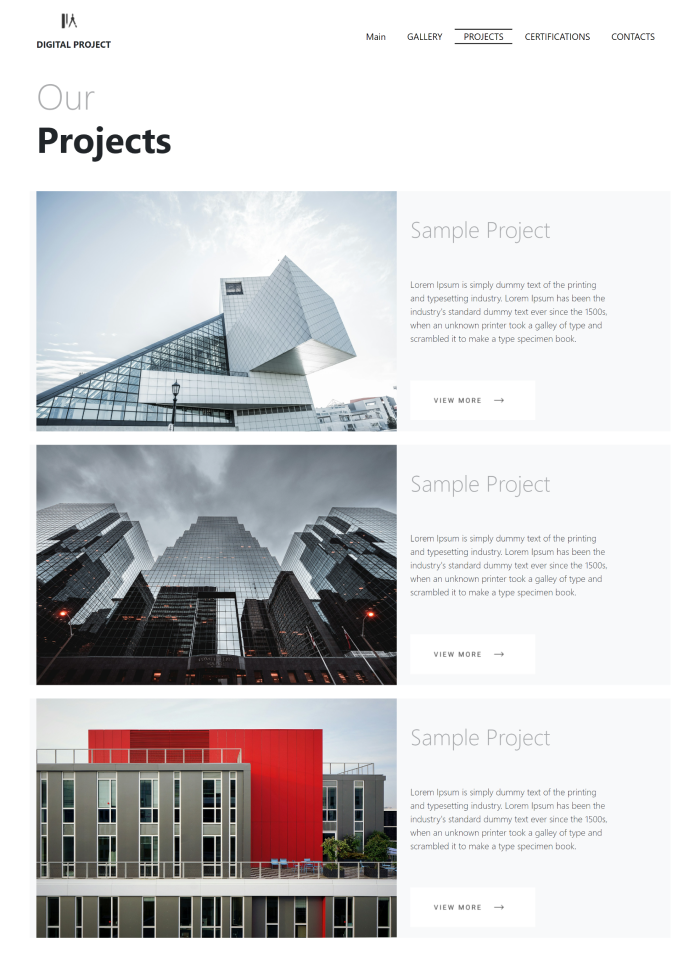 DIGITAL PROJECT
Main GALLERY PROJECTS CERTIFICATIONS CONTACTS
Our
Projects
Sample Project
Lorem Ipsum is simply dummy text of the printing
and typesetting industry. Lorem Ipsum has been the
industry's standard dummy text ever since the 1500s,
when an unknown printer took a galley of type and
scrambled it to make a type specimen book.
VIEW MORE
Sample Project
Lorem Ipsum is simply dummy text of the printing
and typesetting industry. Lorem Ipsum has been the
industry's standard dummy text ever since the 1500s,
when an unknown printer took a galley of type and
scrambled it to make a type specimen book.
VIEW MORE
Sample Project
Lorem Ipsum is simply dummy text of the printing
and typesetting industry. Lorem Ipsum has been the
industry's standard dummy text ever since the 1500s,
when an unknown printer took a galley of type and
scrambled it to make a type specimen book.
VIEW MORE